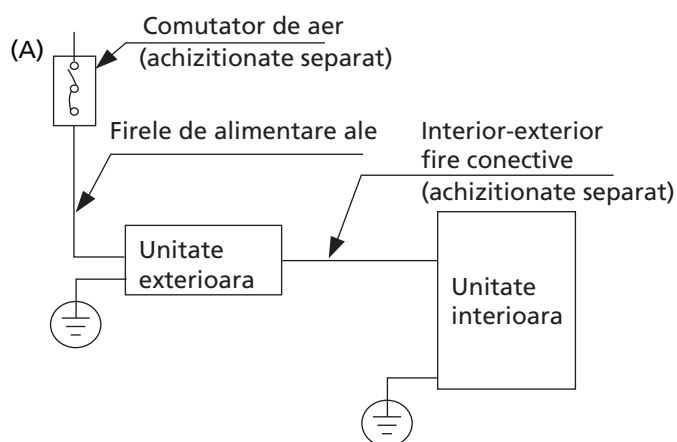 (A)
Comutator de aer
(achizitionate separat)
Firele de alimentare ale
Interior-exterior
fire conective
(achizitionate separat)
Unitate
exterioara
Unitate
interioara